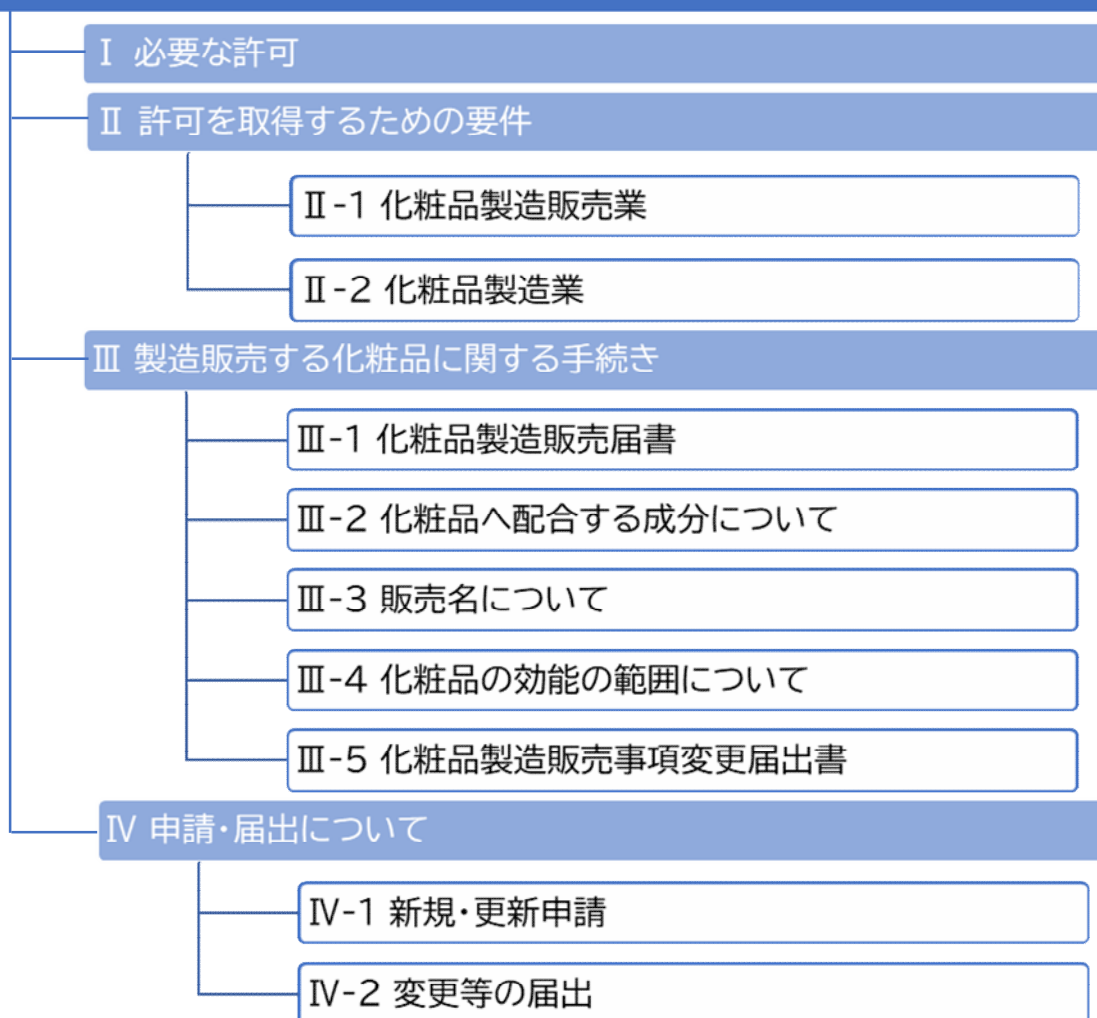 Ⅰ 必要な許可
Ⅱ 許可を取得するための要件
Ⅱ-1 化粧品製造販売業
Ⅱ-2 化粧品製造業
Ⅲ 製造販売する化粧品に関する手続き
Ⅲ-1 化粧品製造販売届書
Ⅲ-2 化粧品へ配合する成分について
Ⅲ-3 販売名について
Ⅲ-4 化粧品の効能の範囲について
Ⅲ-5 化粧品製造販売事項変更届出書
Ⅳ 申請・届出について
Ⅳ-1 新規・更新申請
Ⅳ-2 変更等の届出